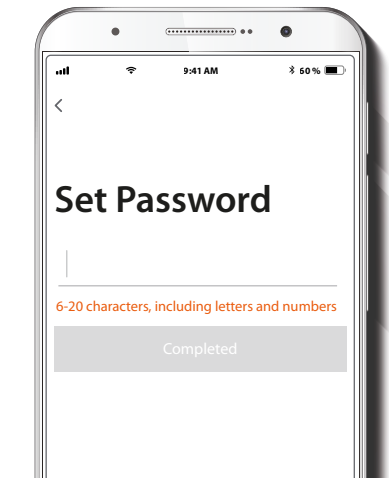 9:41 AM
60%
Set Password
6-20 characters, including letters and numbers
Completed